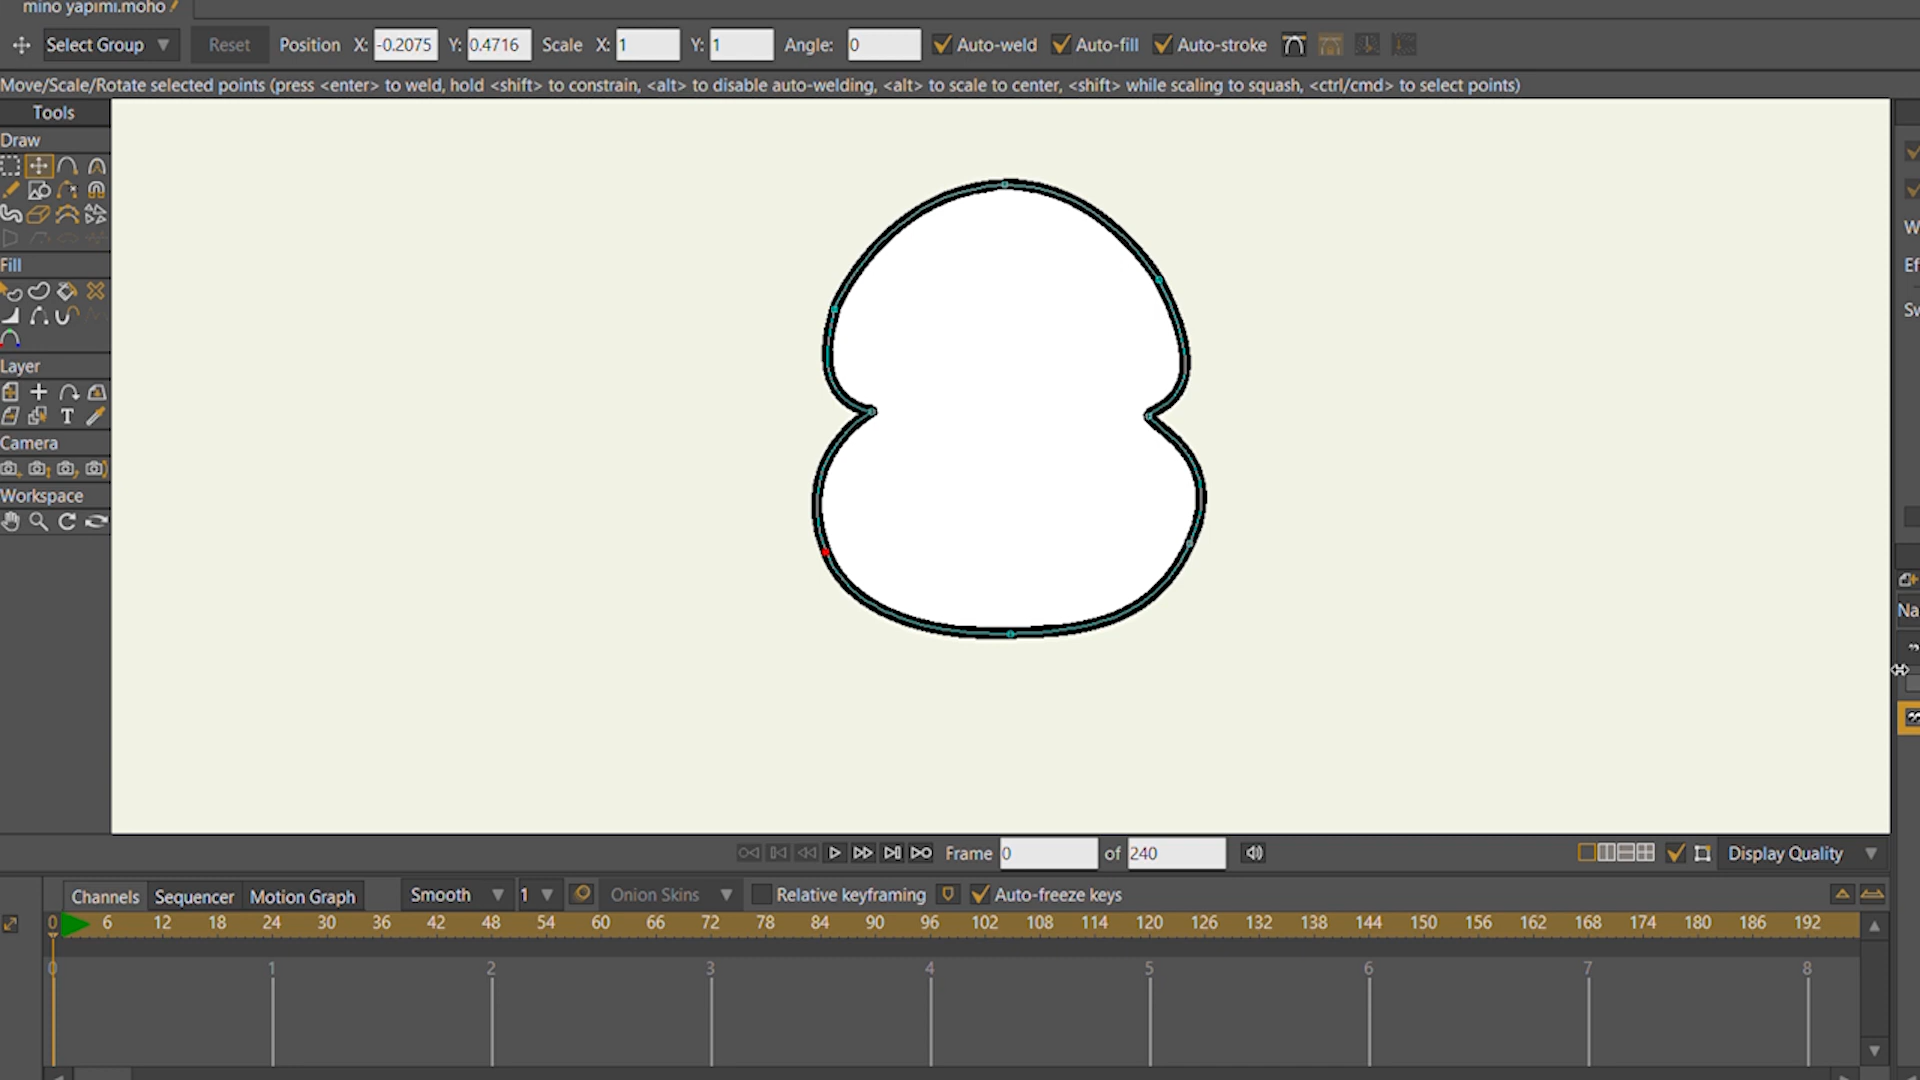 mino yapimi.moho
Select Group Reset Position X: -0.2075 Y: 0.4716 Scale X: 1 Y: 1 Angle: 0 Auto-weld Auto-fill Auto-stroke
Move/Scale/Rotate selected points (press <enter> to weld, hold <shift> to constrain, <alt> to disable auto-welding, <alt> to scale to center, <shift> while scaling to squash, <ctrl/cmd> to select points)
Tools
Draw
Fill
Layer
T
Camera
Workspace
W
Ef
Sv
Na
Frame 0 of 240 Display Quality
Channels Sequencer Motion Graph Smooth 1 Onion Skins Relative keyframing Auto-freeze keys
0 6 12 18 24 30 36 42 48 54 60 66 72 78 84 90 96 102 108 114 120 126 132 138 144 150 156 162 168 174 180 186 192
0 1 2 3 4 5 6 7 8